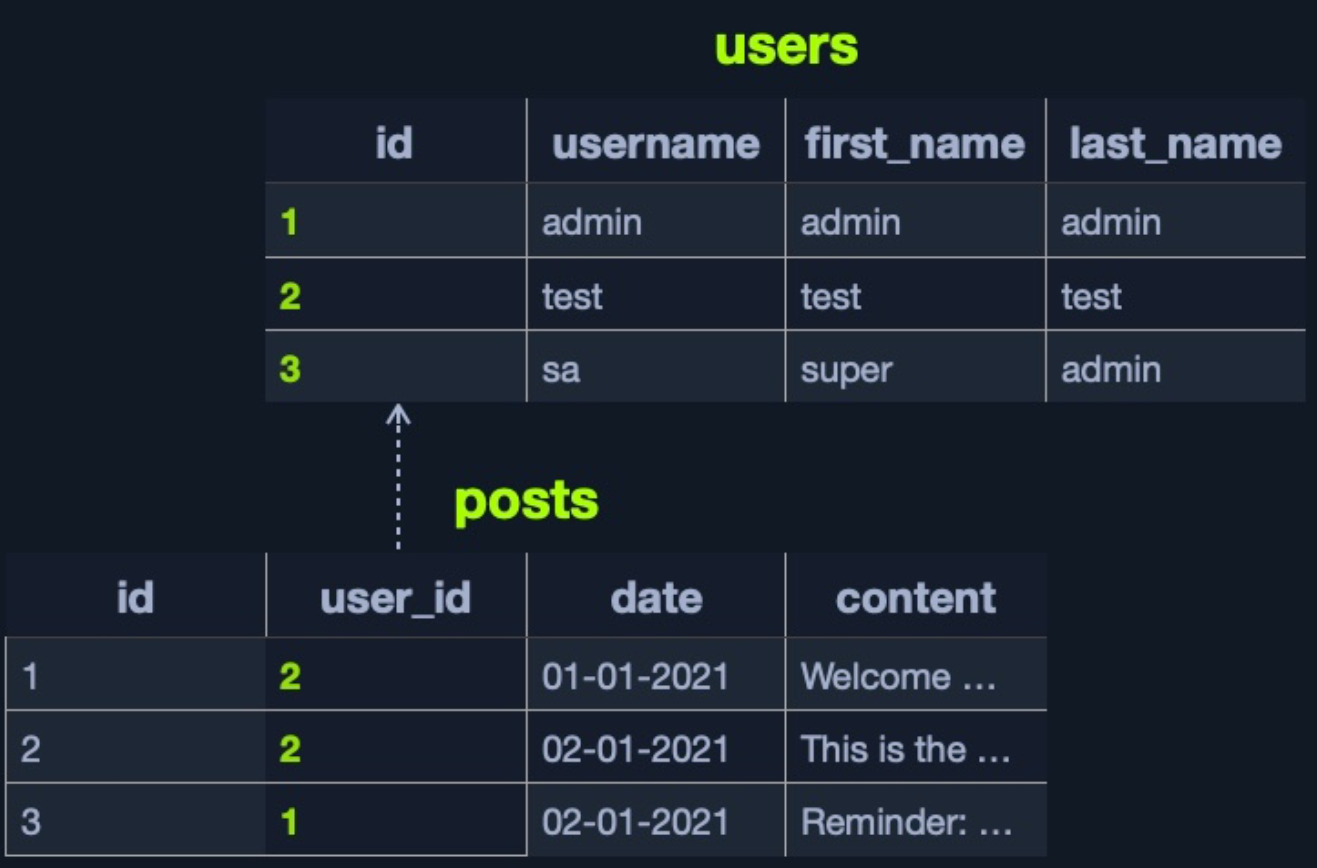 users
id username first_name last_name
1 admin admin admin
2 test test test
3 sa super admin
posts
id user_id date content
1 2 01-01-2021 Welcome ...
2 2 02-01-2021 This is the ...
3 1 02-01-2021 Reminder: ...